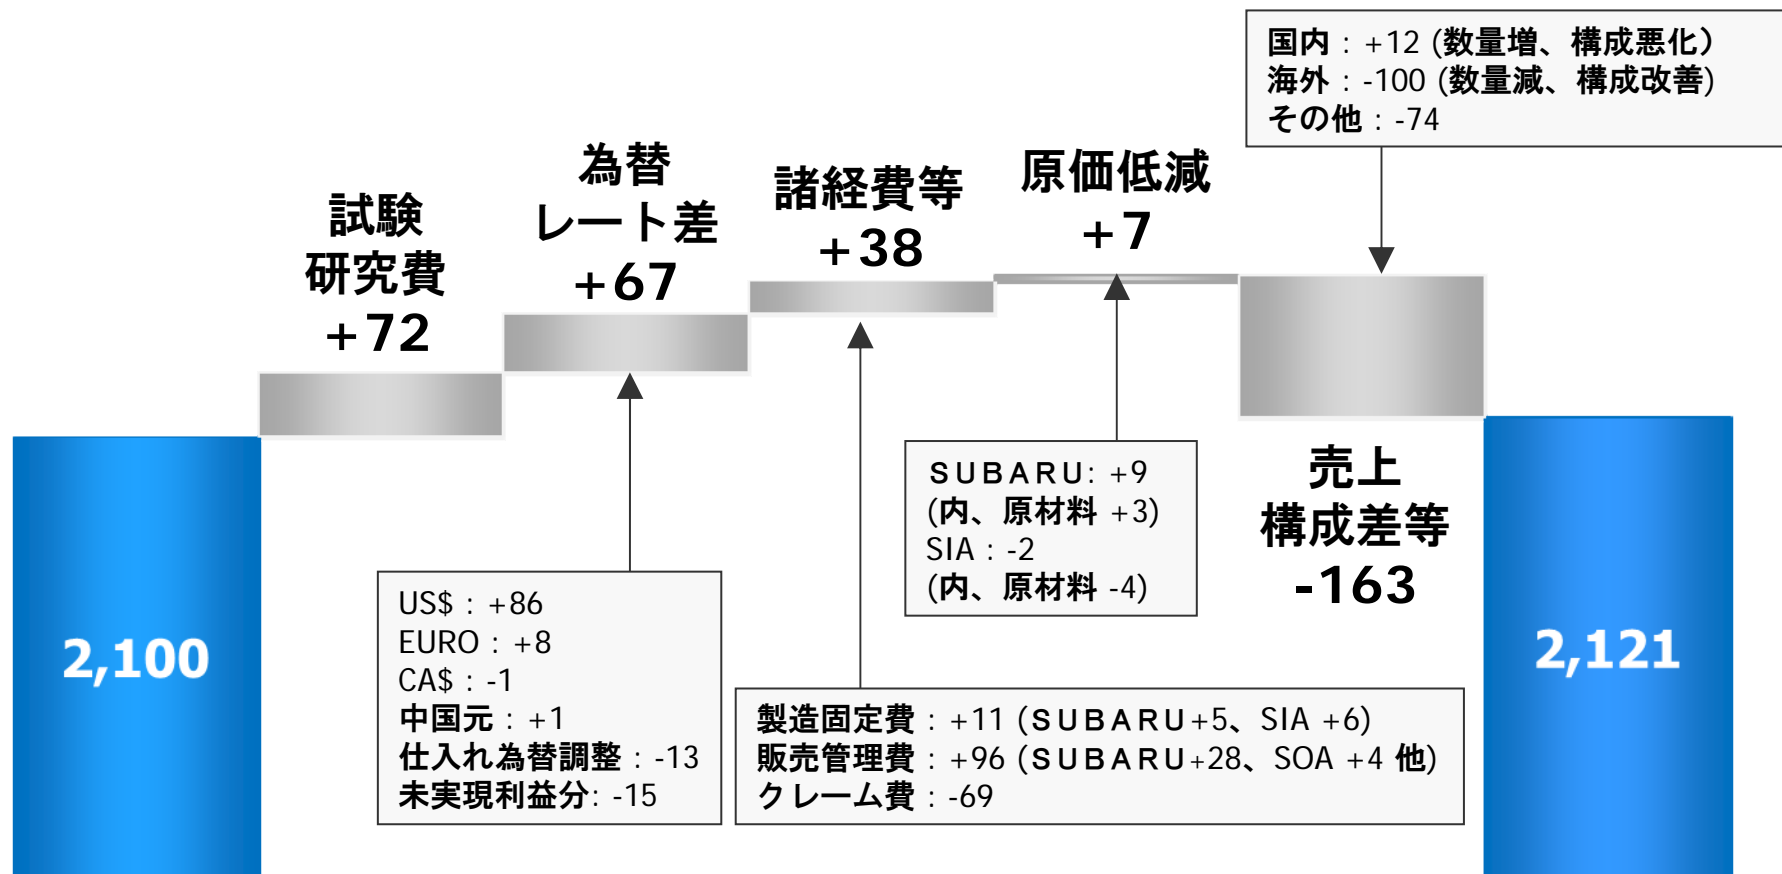 国内 : +12 (数量増、構成悪化）
海外 : -100 (数量減、構成改善)
その他 : -74
試験
研究費
+72
為替
レート差
+67
諸経費等
+38
原価低減
+7
売上
構成差等
-163
2,100
2,121
US$ : +86
EURO : +8
CA$ : -1
中国元 : +1
仕入れ為替調整 : -13
未実現利益分: -15
ＳＵＢＡＲＵ: +9
(内、原材料 +3)
SIA : -2
(内、原材料 -4)
製造固定費 : +11 (ＳＵＢＡＲＵ+5、SIA +6)
販売管理費 : +96 (ＳＵＢＡＲＵ+28、SOA +4 他)
クレーム費 : -69